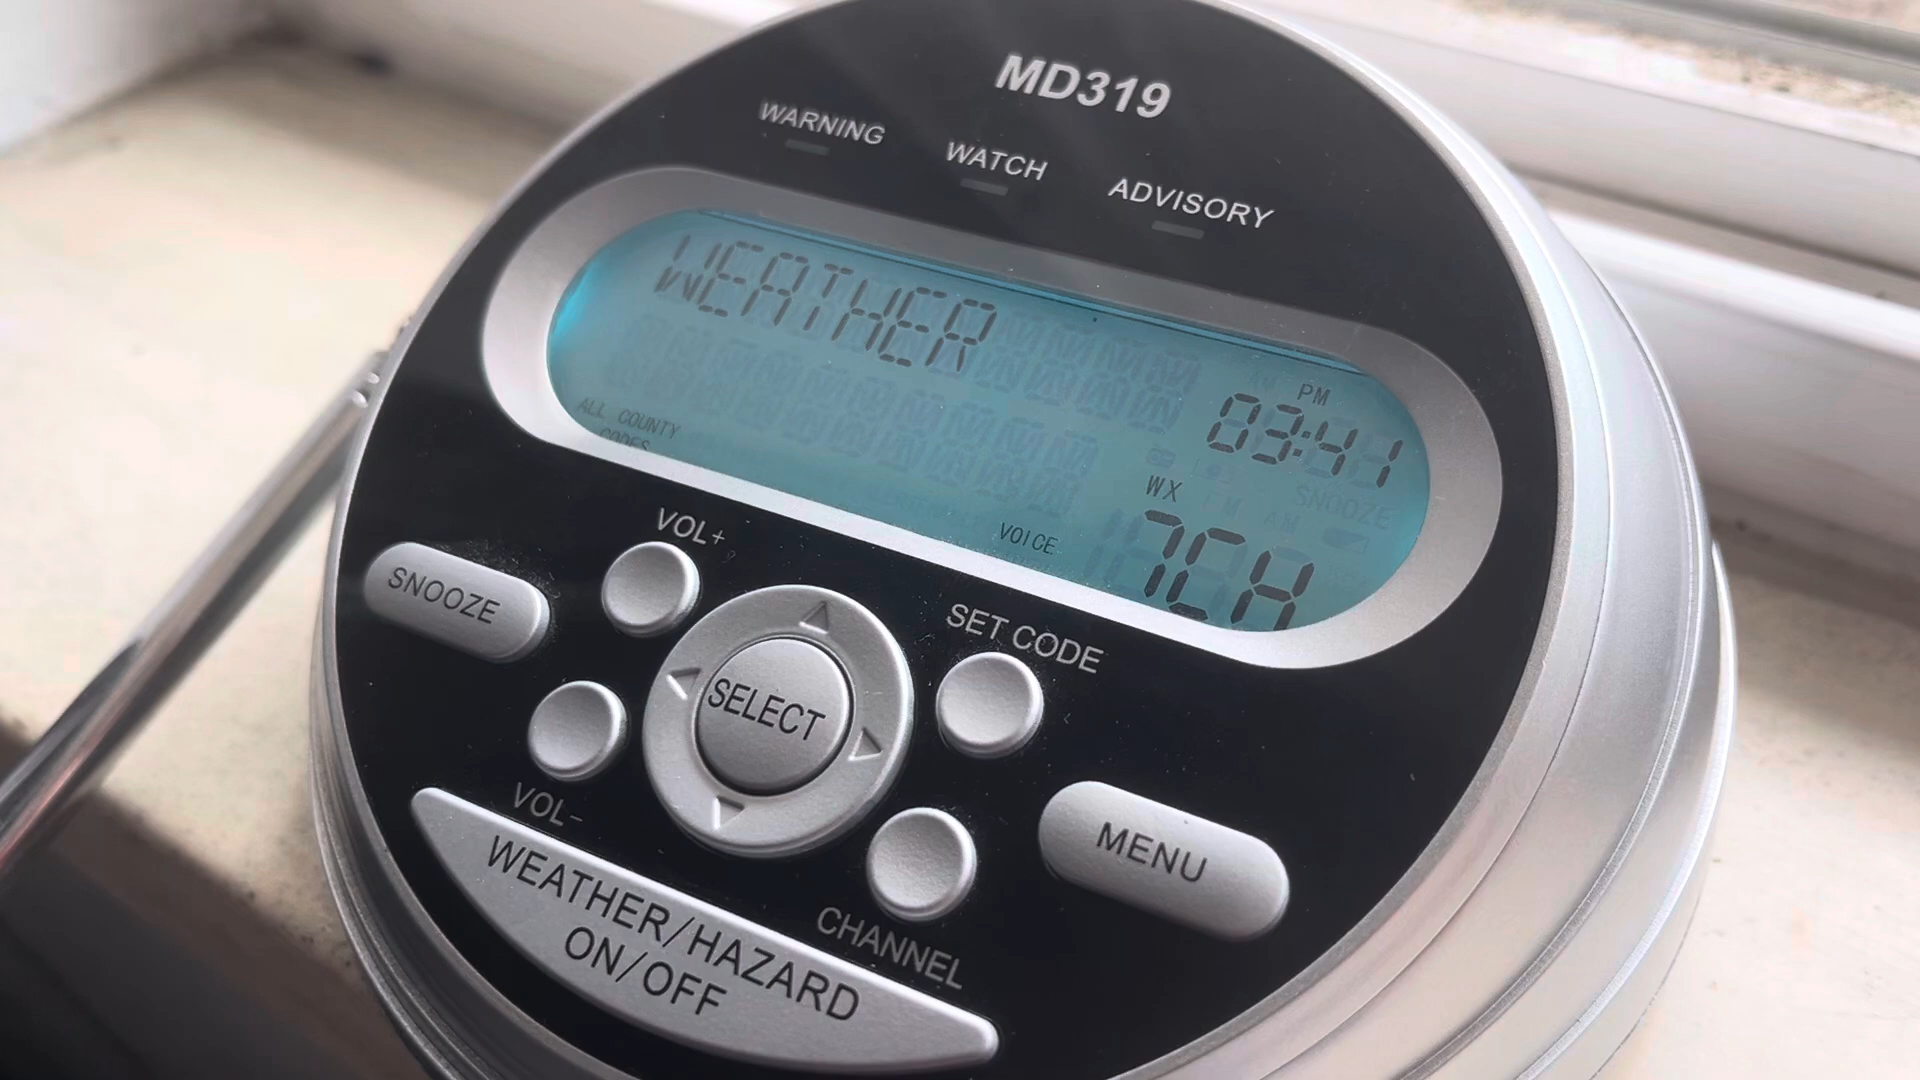 MD319
WARNING
WATCH
ADVISORY
WEATHER
PM
03:41
ALL COUNTY
CODES
WX
SNOOZE
VOICE
7CH
VOL+
SNOOZE
SET CODE
SELECT
VOL-
MENU
CHANNEL
WEATHER/HAZARD
ON/OFF